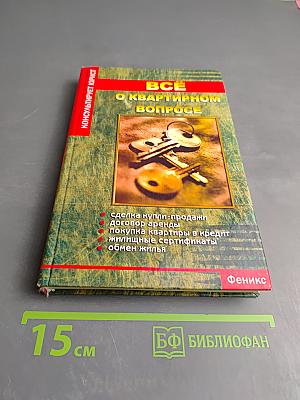 КОНСУЛЬТИРУЕТ ЮРИСТ
ВСЁ
О КВАРТИРНОМ
ВОПРОСЕ
сделка купли-продажи
договор аренды
покупка квартиры в кредит
жилищные сертификаты
обмен жилья
Феникс
15 см
БФ БИБЛИОФАН